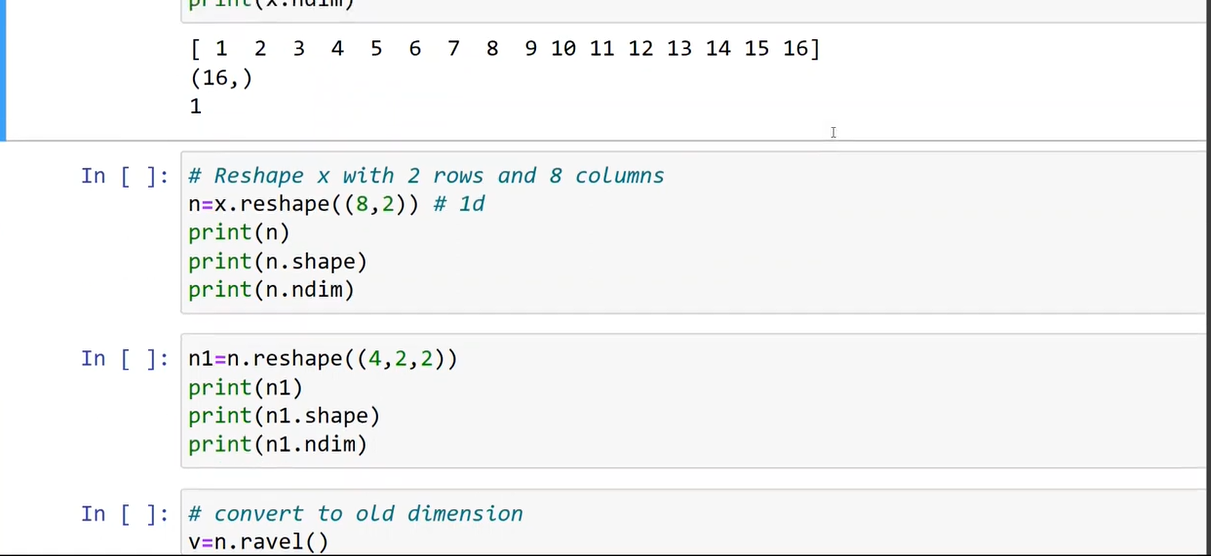 print(x.ndim)
[ 1  2  3  4  5  6  7  8  9 10 11 12 13 14 15 16]
(16,)
1
In [ ]: # Reshape x with 2 rows and 8 columns
n=x.reshape((8,2)) # 1d
print(n)
print(n.shape)
print(n.ndim)
In [ ]: n1=n.reshape((4,2,2))
print(n1)
print(n1.shape)
print(n1.ndim)
In [ ]: # convert to old dimension
v=n.ravel()